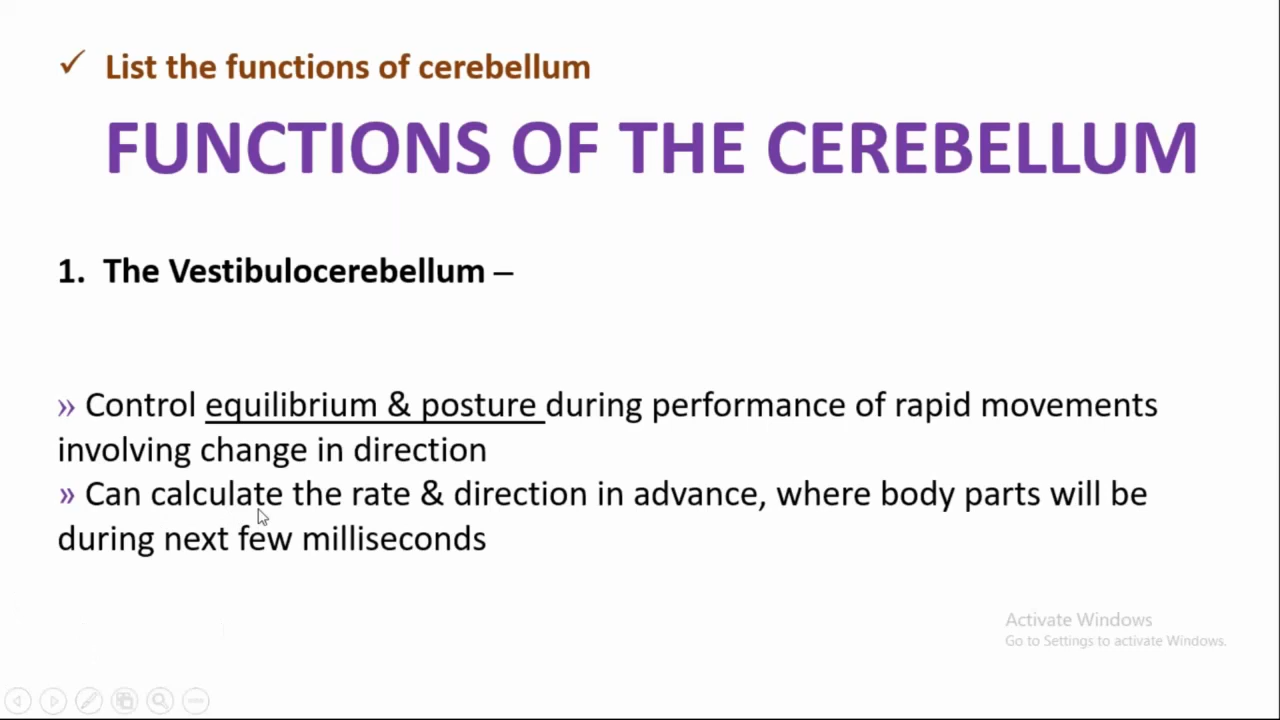 ✓ List the functions of cerebellum
FUNCTIONS OF THE CEREBELLUM
1. The Vestibulocerebellum –
» Control equilibrium & posture during performance of rapid movements
involving change in direction
» Can calculate the rate & direction in advance, where body parts will be
during next few milliseconds
Activate Windows
Go to Settings to activate Windows.